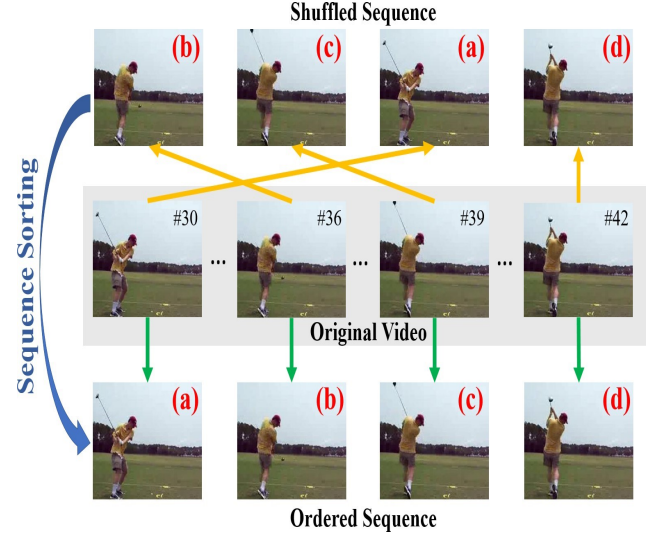 Shuffled Sequence
(b)
(c)
(a)
(d)
Sequence Sorting
#30
#36
#39
#42
...
...
...
Original Video
(a)
(b)
(c)
(d)
Ordered Sequence